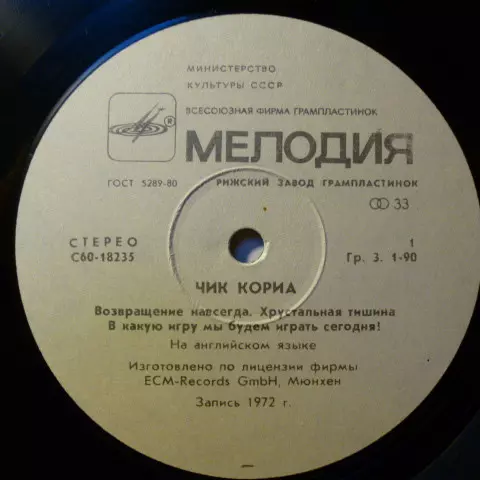 МИНИСТЕРСТВО
КУЛЬТУРЫ СССР
ВСЕСОЮЗНАЯ ФИРМА ГРАМПЛАСТИНОК
®
МЕЛОДИЯ
ГОСТ 5289-80 РИЖСКИЙ ЗАВОД ГРАМПЛАСТИНОК
33
СТЕРЕО 1
С60-18235 Гр. 3. 1-90
ЧИК КОРИА
Возвращение навсегда. Хрустальная тишина
В какую игру мы будем играть сегодня!
На английском языке
Изготовлено по лицензии фирмы
ECM-Records GmbH, Мюнхен
Запись 1972 г.